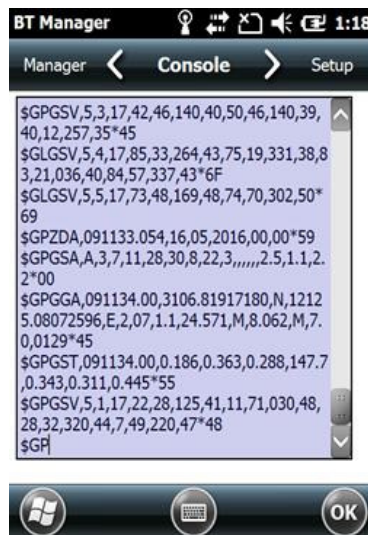 BT Manager 1:18
Manager Console Setup
$GPGSV,5,3,17,42,46,140,40,50,46,140,39,
40,12,257,35*45
$GLGSV,5,4,17,85,33,264,43,75,19,331,38,8
3,21,036,40,84,57,337,43*6F
$GLGSV,5,5,17,73,48,169,48,74,70,302,50*
69
$GPZDA,091133.054,16,05,2016,00,00*59
$GPGSA,A,3,7,11,28,30,8,22,3,,,,,,2.5,1.1,2.
2*00
$GPGGA,091134.00,3106.81917180,N,1212
5.08072596,E,2,07,1.1,24.571,M,8.062,M,7.
0,0129*45
$GPGST,091134.00,0.186,0.363,0.288,147.7
,0.343,0.311,0.445*55
$GPGSV,5,1,17,22,28,125,41,11,71,030,48,
28,32,320,44,7,49,220,47*48
$GP
OK